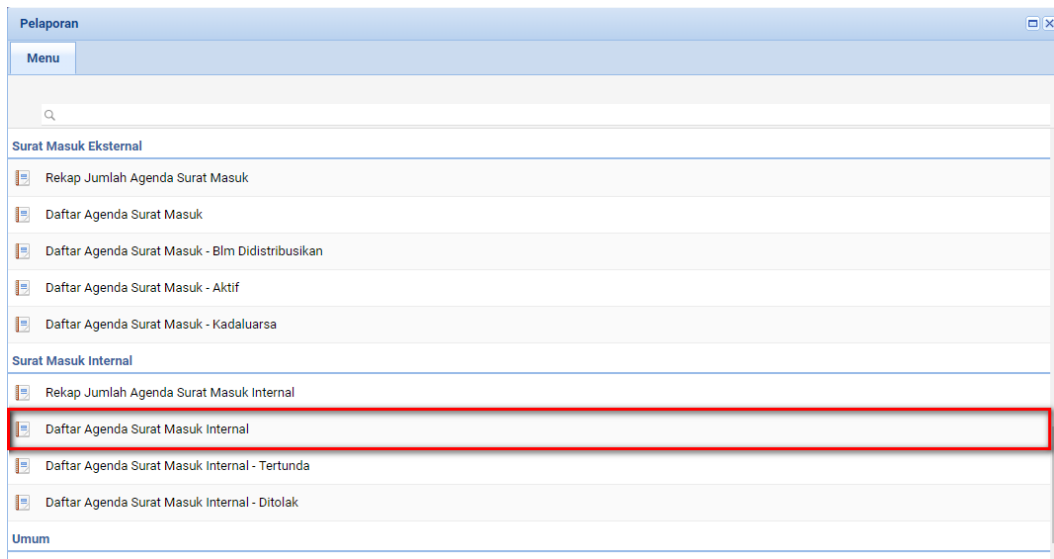 Pelaporan
Menu
Surat Masuk Eksternal
Rekap Jumlah Agenda Surat Masuk
Daftar Agenda Surat Masuk
Daftar Agenda Surat Masuk - Blm Didistribusikan
Daftar Agenda Surat Masuk - Aktif
Daftar Agenda Surat Masuk - Kadaluarsa
Surat Masuk Internal
Rekap Jumlah Agenda Surat Masuk Internal
Daftar Agenda Surat Masuk Internal
Daftar Agenda Surat Masuk Internal - Tertunda
Daftar Agenda Surat Masuk Internal - Ditolak
Umum